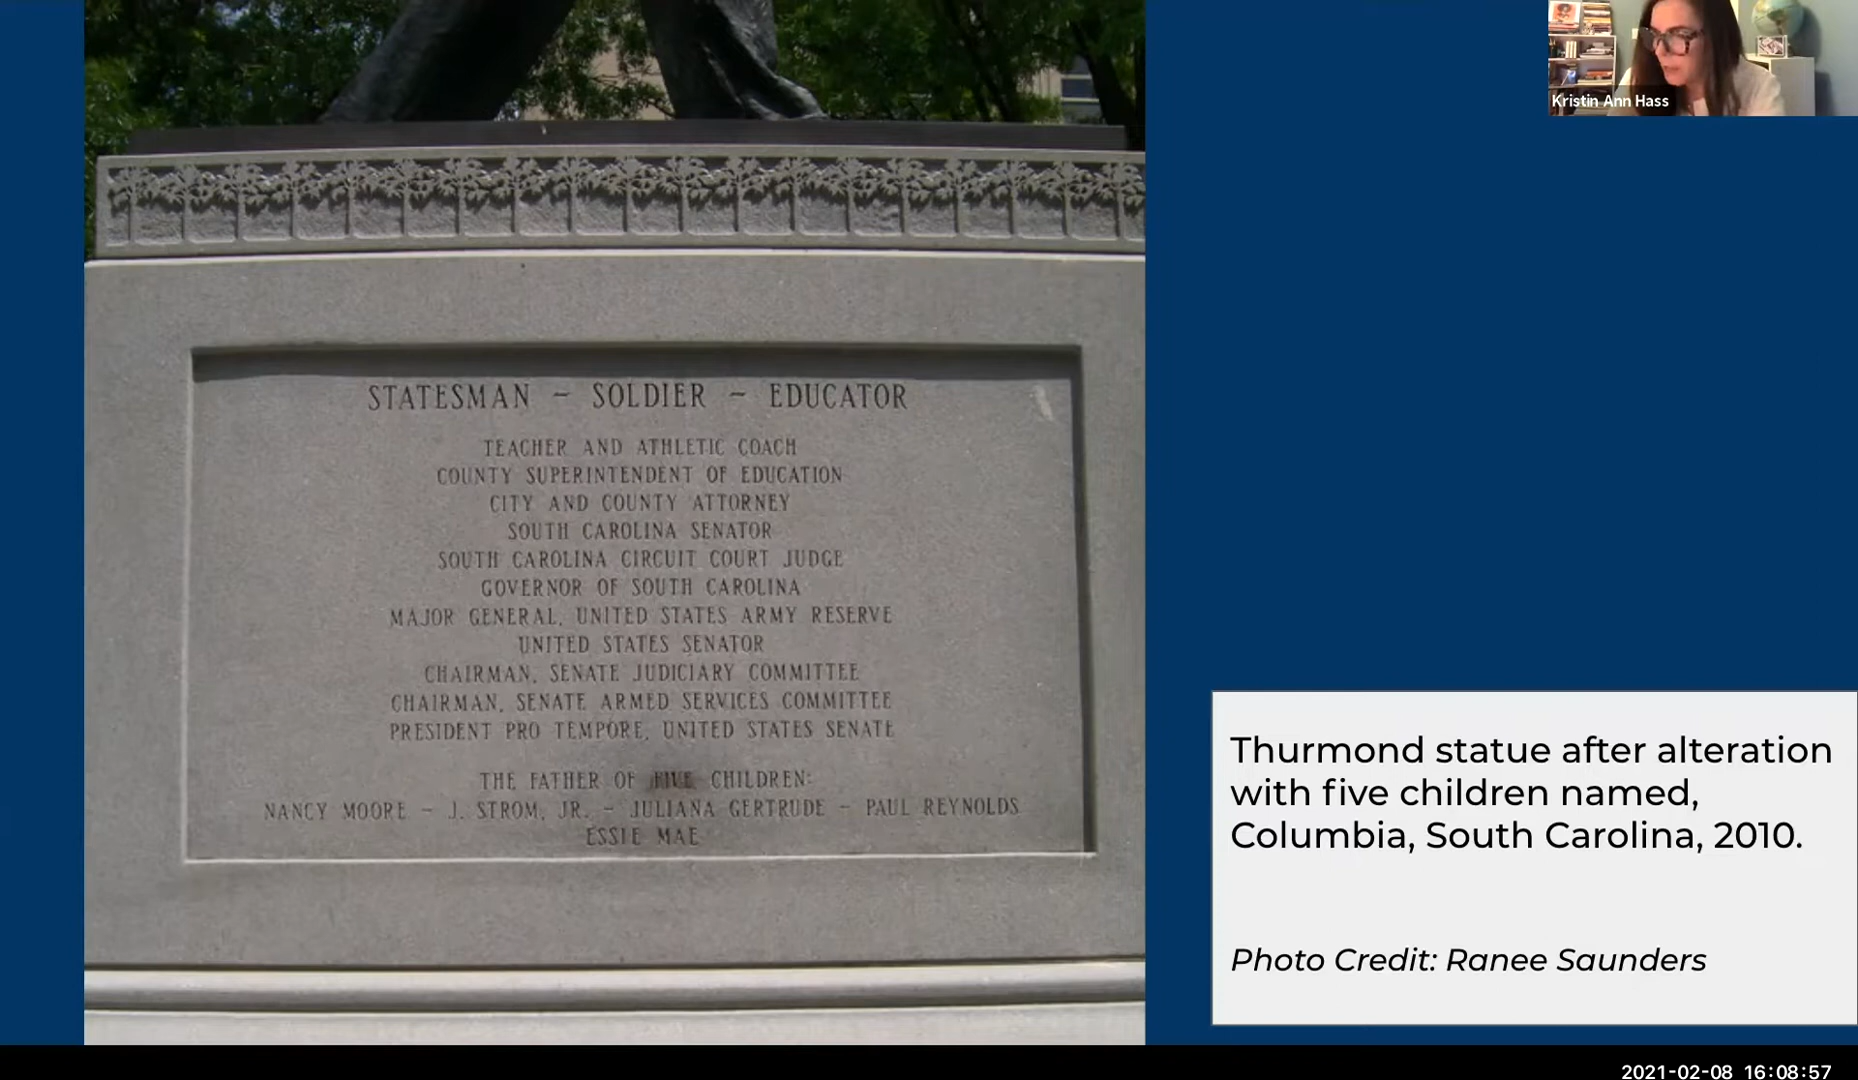 Kristin Ann Hass
STATESMAN – SOLDIER – EDUCATOR
TEACHER AND ATHLETIC COACH
COUNTY SUPERINTENDENT OF EDUCATION
CITY AND COUNTY ATTORNEY
SOUTH CAROLINA SENATOR
SOUTH CAROLINA CIRCUIT COURT JUDGE
GOVERNOR OF SOUTH CAROLINA
MAJOR GENERAL, UNITED STATES ARMY RESERVE
UNITED STATES SENATOR
CHAIRMAN, SENATE JUDICIARY COMMITTEE
CHAIRMAN, SENATE ARMED SERVICES COMMITTEE
PRESIDENT PRO TEMPORE, UNITED STATES SENATE
THE FATHER OF FIVE CHILDREN:
NANCY MOORE – J. STROM, JR. – JULIANA GERTRUDE – PAUL REYNOLDS
ESSIE MAE
Thurmond statue after alteration
with five children named,
Columbia, South Carolina, 2010.
Photo Credit: Ranee Saunders
2021-02-08 16:08:57